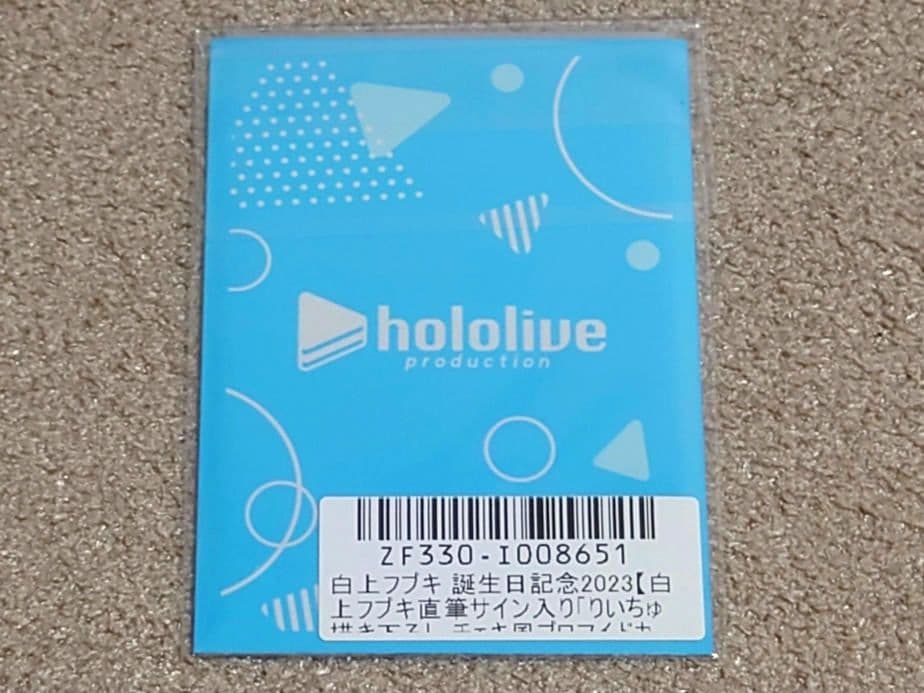 hololive
production
ZF330-I008651
白上フブキ 誕生日記念2023【白
上フブキ直筆サイン入り「りいちゅ